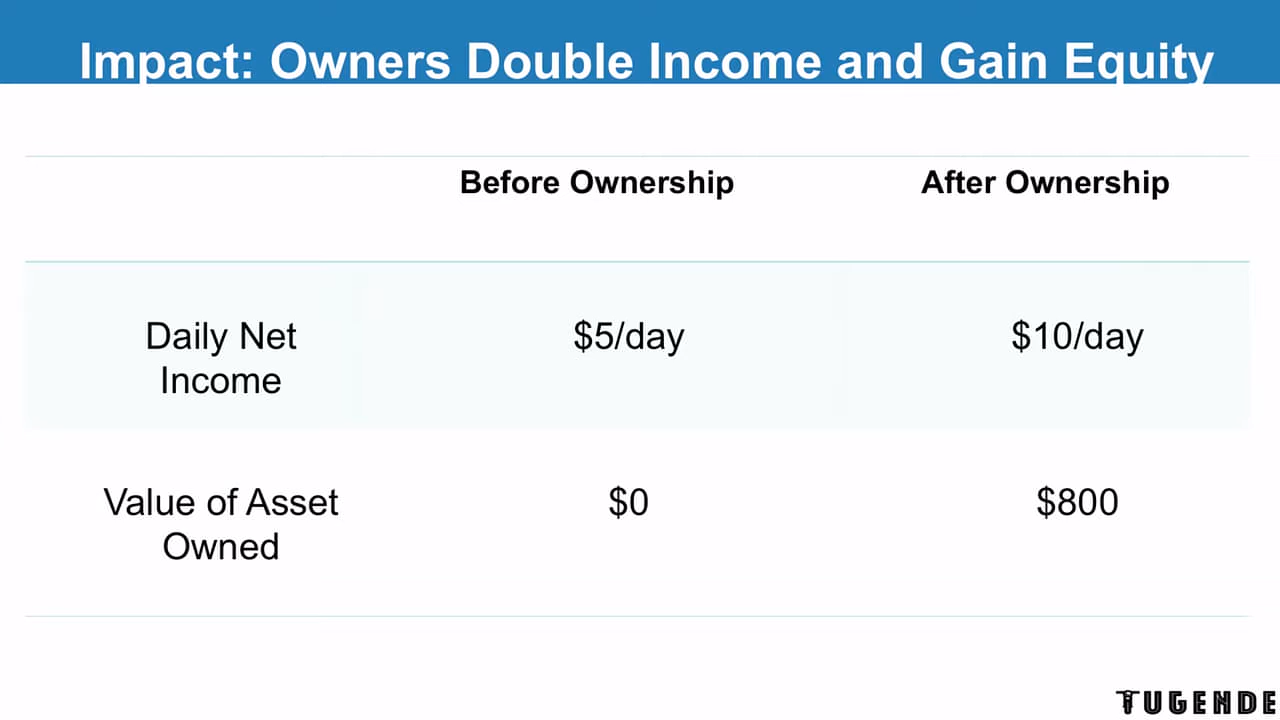 Impact: Owners Double Income and Gain Equity
Before Ownership After Ownership
Daily Net
Income
$5/day $10/day
Value of Asset
Owned
$0 $800
TUGENDE